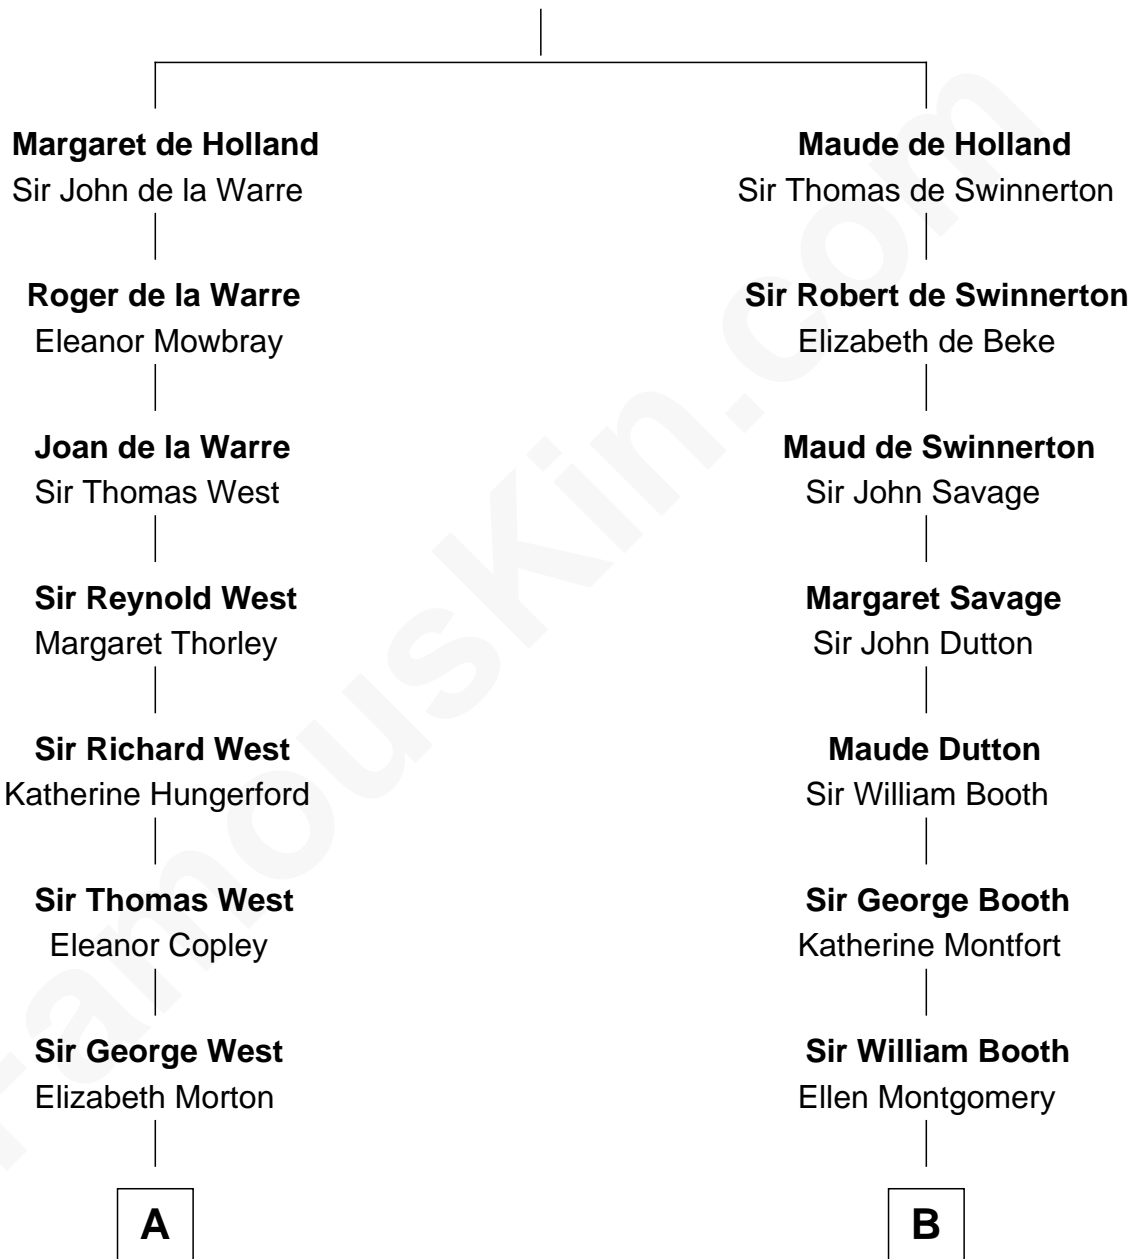 Margaret de Holland
Sir John de la Warre
Roger de la Warre
Eleanor Mowbray
Joan de la Warre
Sir Thomas West
Sir Reynold West
Margaret Thorley
Sir Richard West
Katherine Hungerford
Sir Thomas West
Eleanor Copley
Sir George West
Elizabeth Morton
A
Maude de Holland
Sir Thomas de Swinnerton
Sir Robert de Swinnerton
Elizabeth de Beke
Maud de Swinnerton
Sir John Savage
Margaret Savage
Sir John Dutton
Maude Dutton
Sir William Booth
Sir George Booth
Katherine Montfort
Sir William Booth
Ellen Montgomery
B
FamousKin.com